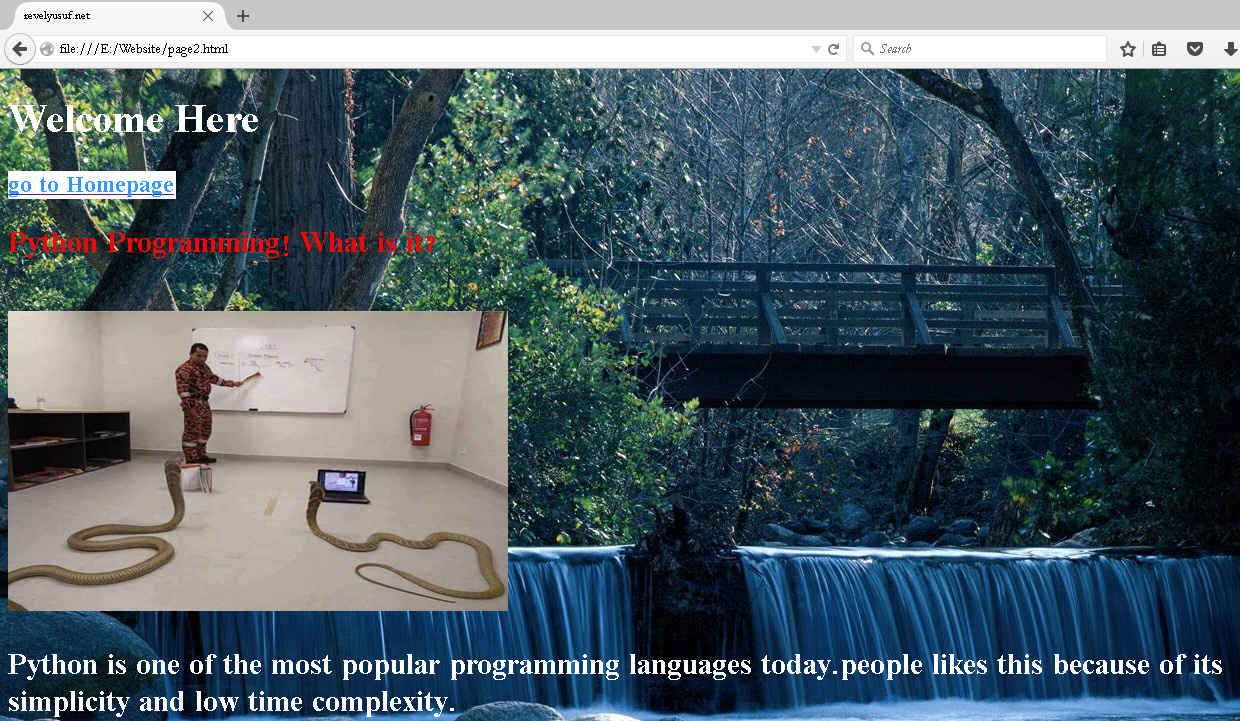 revelyusuf.net
file:///E:/Website/page2.html
Search
Welcome Here
go to Homepage
Python Programming! What is it?
Python is one of the most popular programming languages today.people likes this because of its
simplicity and low time complexity.